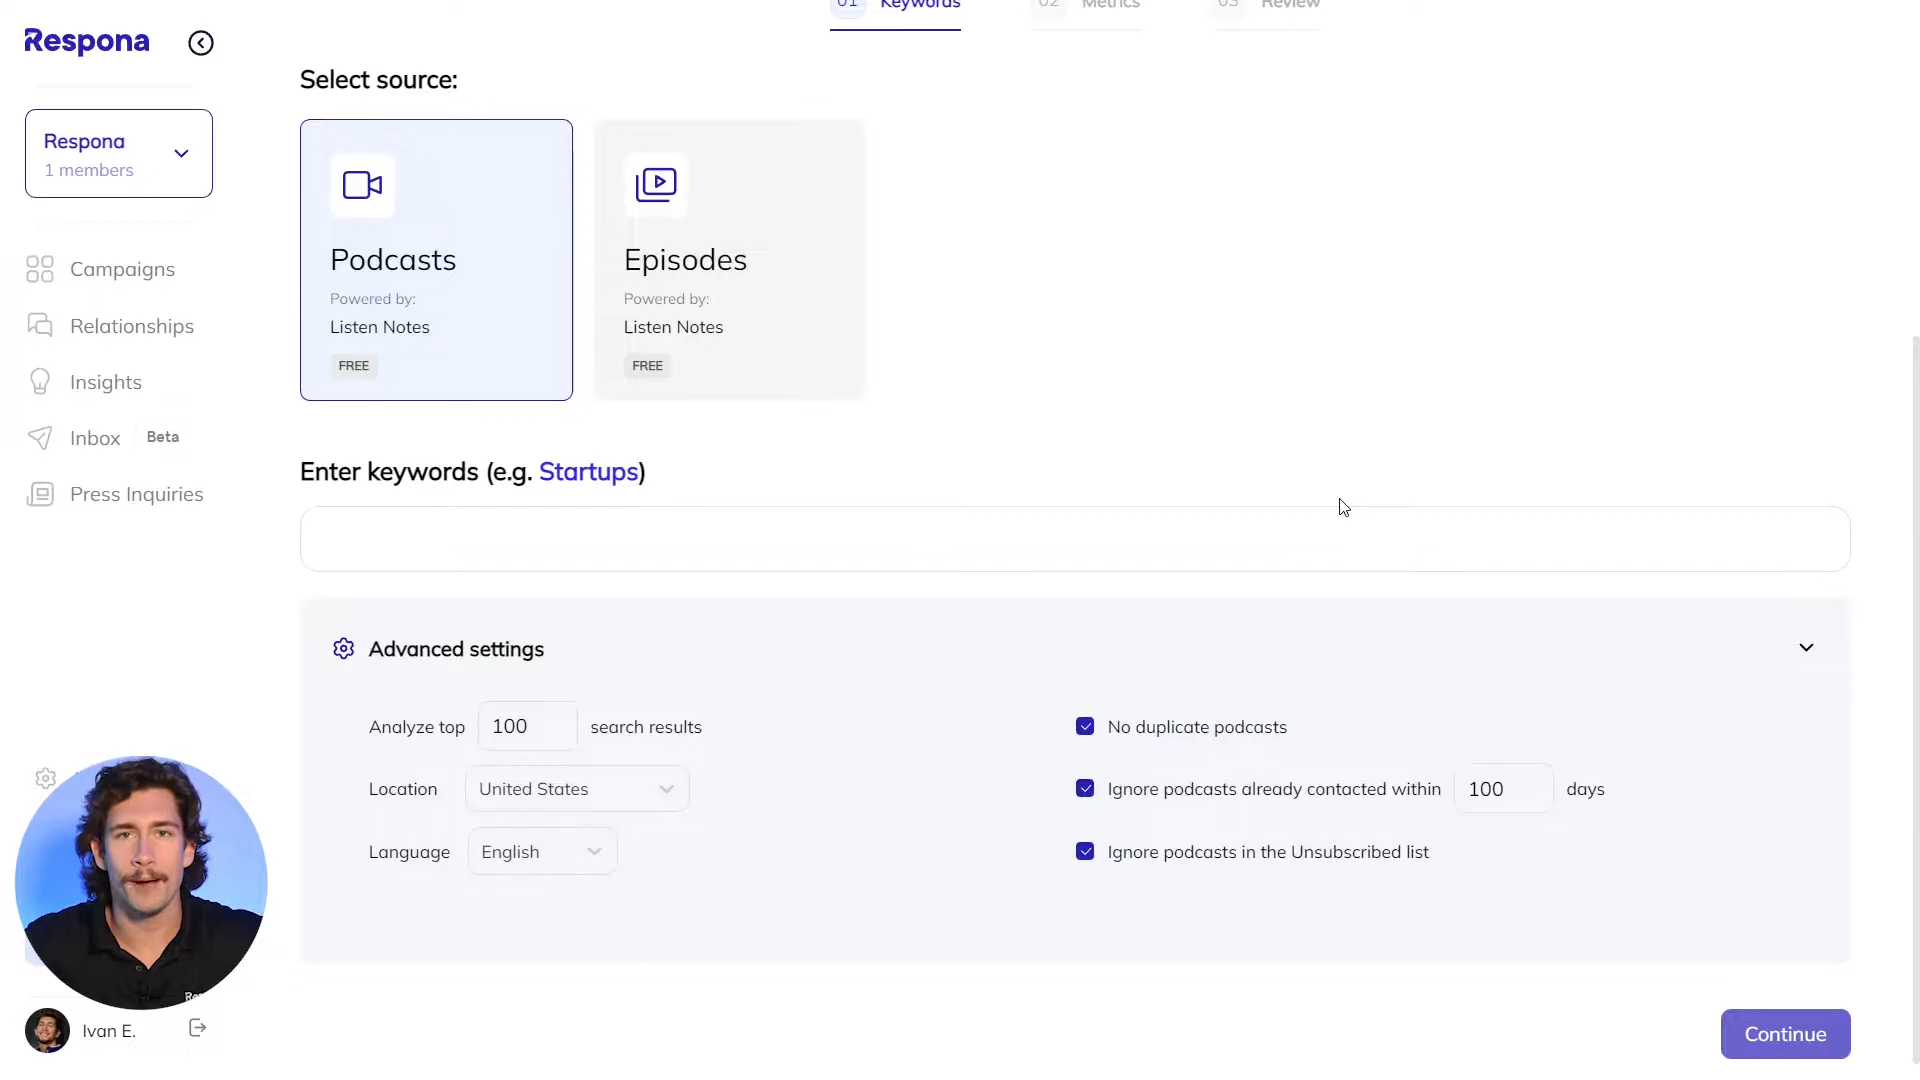 01 Keywords 02 Metrics 03 Review
Respona
Select source:
Respona
1 members
Podcasts
Powered by:
Listen Notes
FREE
Episodes
Powered by:
Listen Notes
FREE
Campaigns
Relationships
Insights
Inbox Beta
Press Inquiries
Enter keywords (e.g. Startups)
Advanced settings
Analyze top 100 search results
Location United States
Language English
No duplicate podcasts
Ignore podcasts already contacted within 100 days
Ignore podcasts in the Unsubscribed list
Ivan E.
Continue